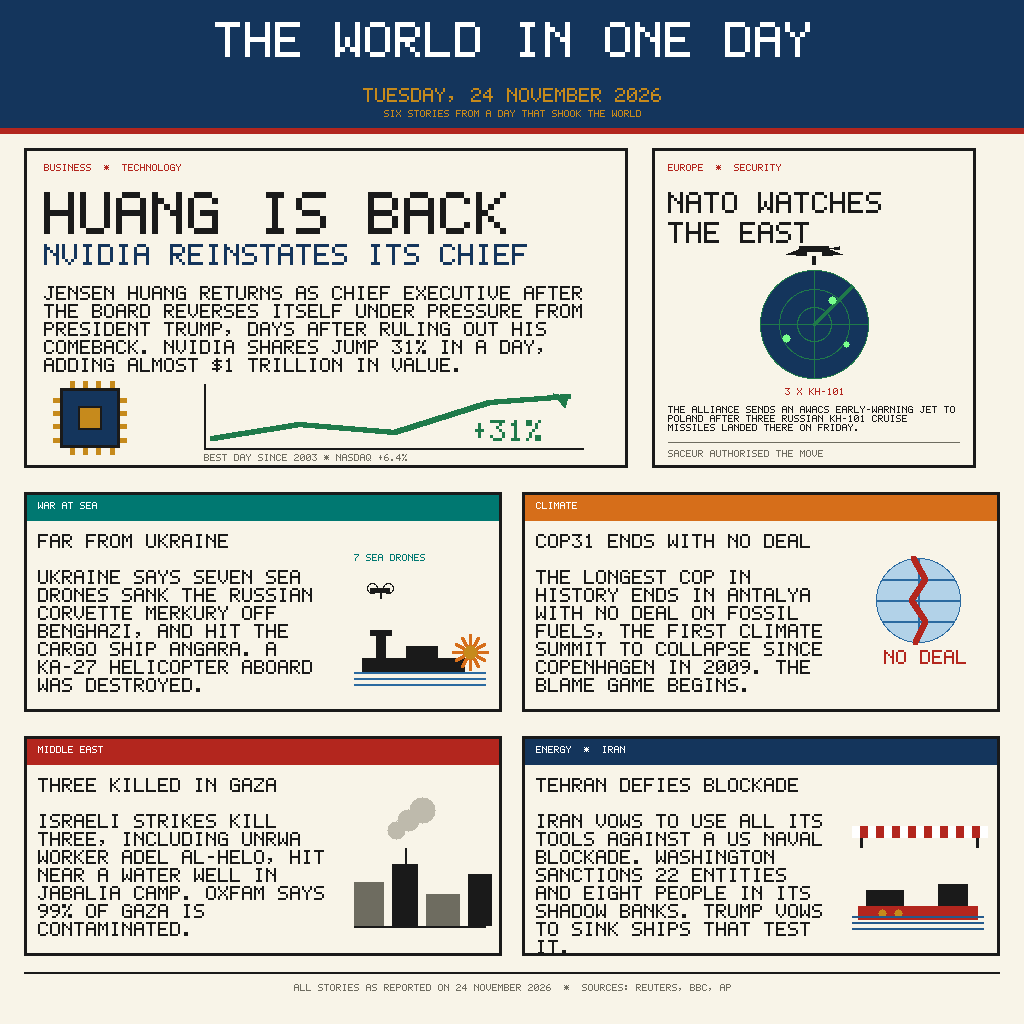 THE WORLD IN ONE DAY
TUESDAY, 24 NOVEMBER 2026
SIX STORIES FROM A DAY THAT SHOOK THE WORLD
BUSINESS * TECHNOLOGY
HUANG IS BACK
NVIDIA REINSTATES ITS CHIEF
JENSEN HUANG RETURNS AS CHIEF EXECUTIVE AFTER
THE BOARD REVERSES ITSELF UNDER PRESSURE FROM
PRESIDENT TRUMP, DAYS AFTER RULING OUT HIS
COMEBACK. NVIDIA SHARES JUMP 31% IN A DAY,
ADDING ALMOST $1 TRILLION IN VALUE.
+31%
BEST DAY SINCE 2003 * NASDAQ +6.4%
EUROPE * SECURITY
NATO WATCHES
THE EAST
3 X KH-101
THE ALLIANCE SENDS AN AWACS EARLY-WARNING JET TO
POLAND AFTER THREE RUSSIAN KH-101 CRUISE
MISSILES LANDED THERE ON FRIDAY.
SACEUR AUTHORISED THE MOVE
WAR AT SEA
FAR FROM UKRAINE
7 SEA DRONES
UKRAINE SAYS SEVEN SEA
DRONES SANK THE RUSSIAN
CORVETTE MERKURY OFF
BENGHAZI, AND HIT THE
CARGO SHIP ANGARA. A
KA-27 HELICOPTER ABOARD
WAS DESTROYED.
CLIMATE
COP31 ENDS WITH NO DEAL
THE LONGEST COP IN
HISTORY ENDS IN ANTALYA
WITH NO DEAL ON FOSSIL
FUELS, THE FIRST CLIMATE
SUMMIT TO COLLAPSE SINCE
COPENHAGEN IN 2009. THE
BLAME GAME BEGINS.
NO DEAL
MIDDLE EAST
THREE KILLED IN GAZA
ISRAELI STRIKES KILL
THREE, INCLUDING UNRWA
WORKER ADEL AL-HELO, HIT
NEAR A WATER WELL IN
JABALIA CAMP. OXFAM SAYS
99% OF GAZA IS
CONTAMINATED.
ENERGY * IRAN
TEHRAN DEFIES BLOCKADE
IRAN VOWS TO USE ALL ITS
TOOLS AGAINST A US NAVAL
BLOCKADE. WASHINGTON
SANCTIONS 22 ENTITIES
AND EIGHT PEOPLE IN ITS
SHADOW BANKS. TRUMP VOWS
TO SINK SHIPS THAT TEST
IT.
ALL STORIES AS REPORTED ON 24 NOVEMBER 2026 * SOURCES: REUTERS, BBC, AP